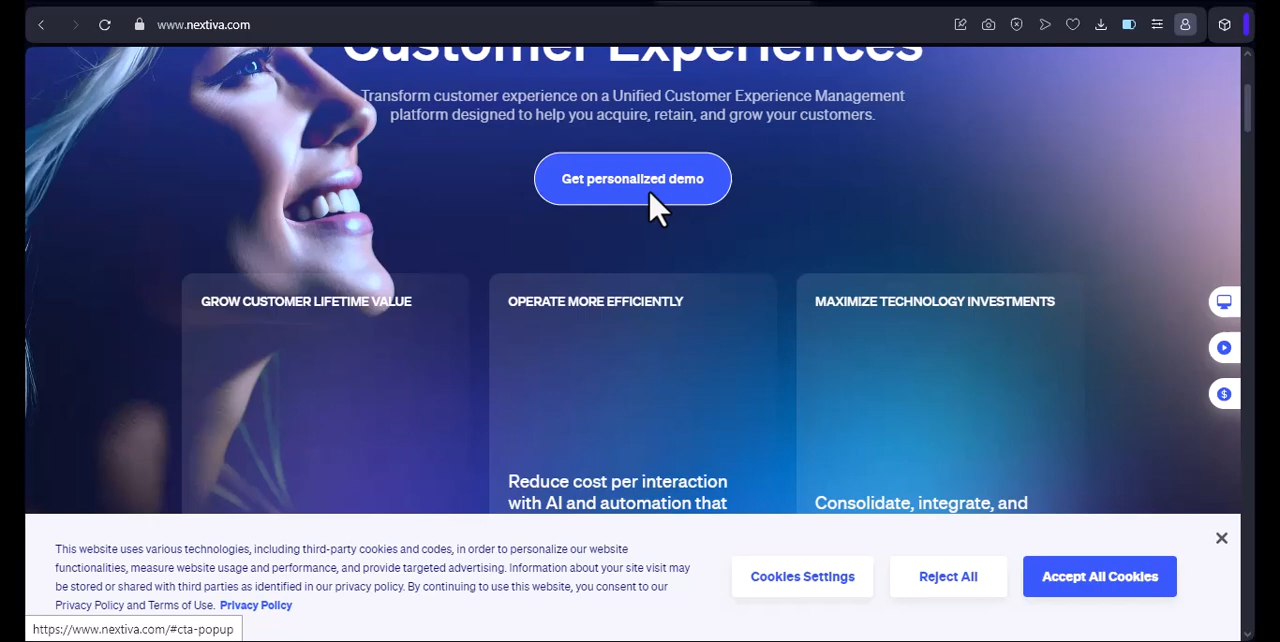 www.nextiva.com
Customer Experiences
Transform customer experience on a Unified Customer Experience Management
platform designed to help you acquire, retain, and grow your customers.
Get personalized demo
GROW CUSTOMER LIFETIME VALUE
OPERATE MORE EFFICIENTLY
Reduce cost per interaction
with AI and automation that
MAXIMIZE TECHNOLOGY INVESTMENTS
Consolidate, integrate, and
This website uses various technologies, including third-party cookies and codes, in order to personalize our website
functionalities, measure website usage and performance, and provide targeted advertising. Information about your site visit may
be stored or shared with third parties as identified in our privacy policy. By continuing to use this website, you consent to our
Privacy Policy and Terms of Use. Privacy Policy
Cookies Settings
Reject All
Accept All Cookies
https://www.nextiva.com/#cta-popup